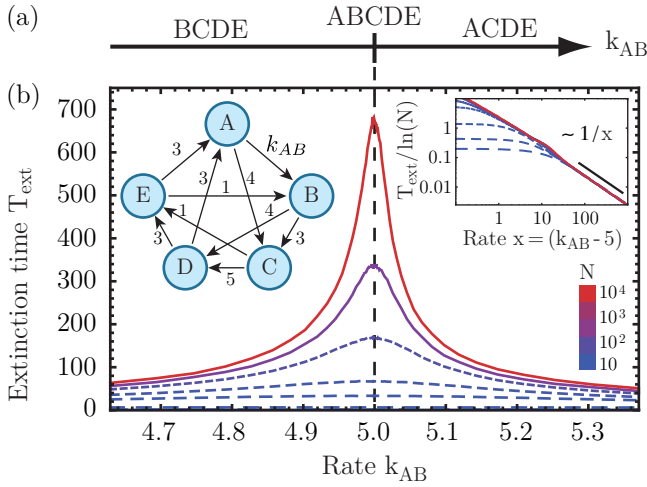 (a)
BCDE
ABCDE
ACDE
k_AB
(b)
Extinction time T_ext
700
600
500
400
300
200
100
0
4.7
4.8
4.9
5.0
5.1
5.2
5.3
Rate k_AB
A
B
C
D
E
k_AB
3
3
4
1
1
4
3
3
5
T_ext/ln(N)
1
0.1
0.01
~ 1/x
1
10
100
Rate x = (k_AB - 5)
N
10^4
10^3
10^2
10